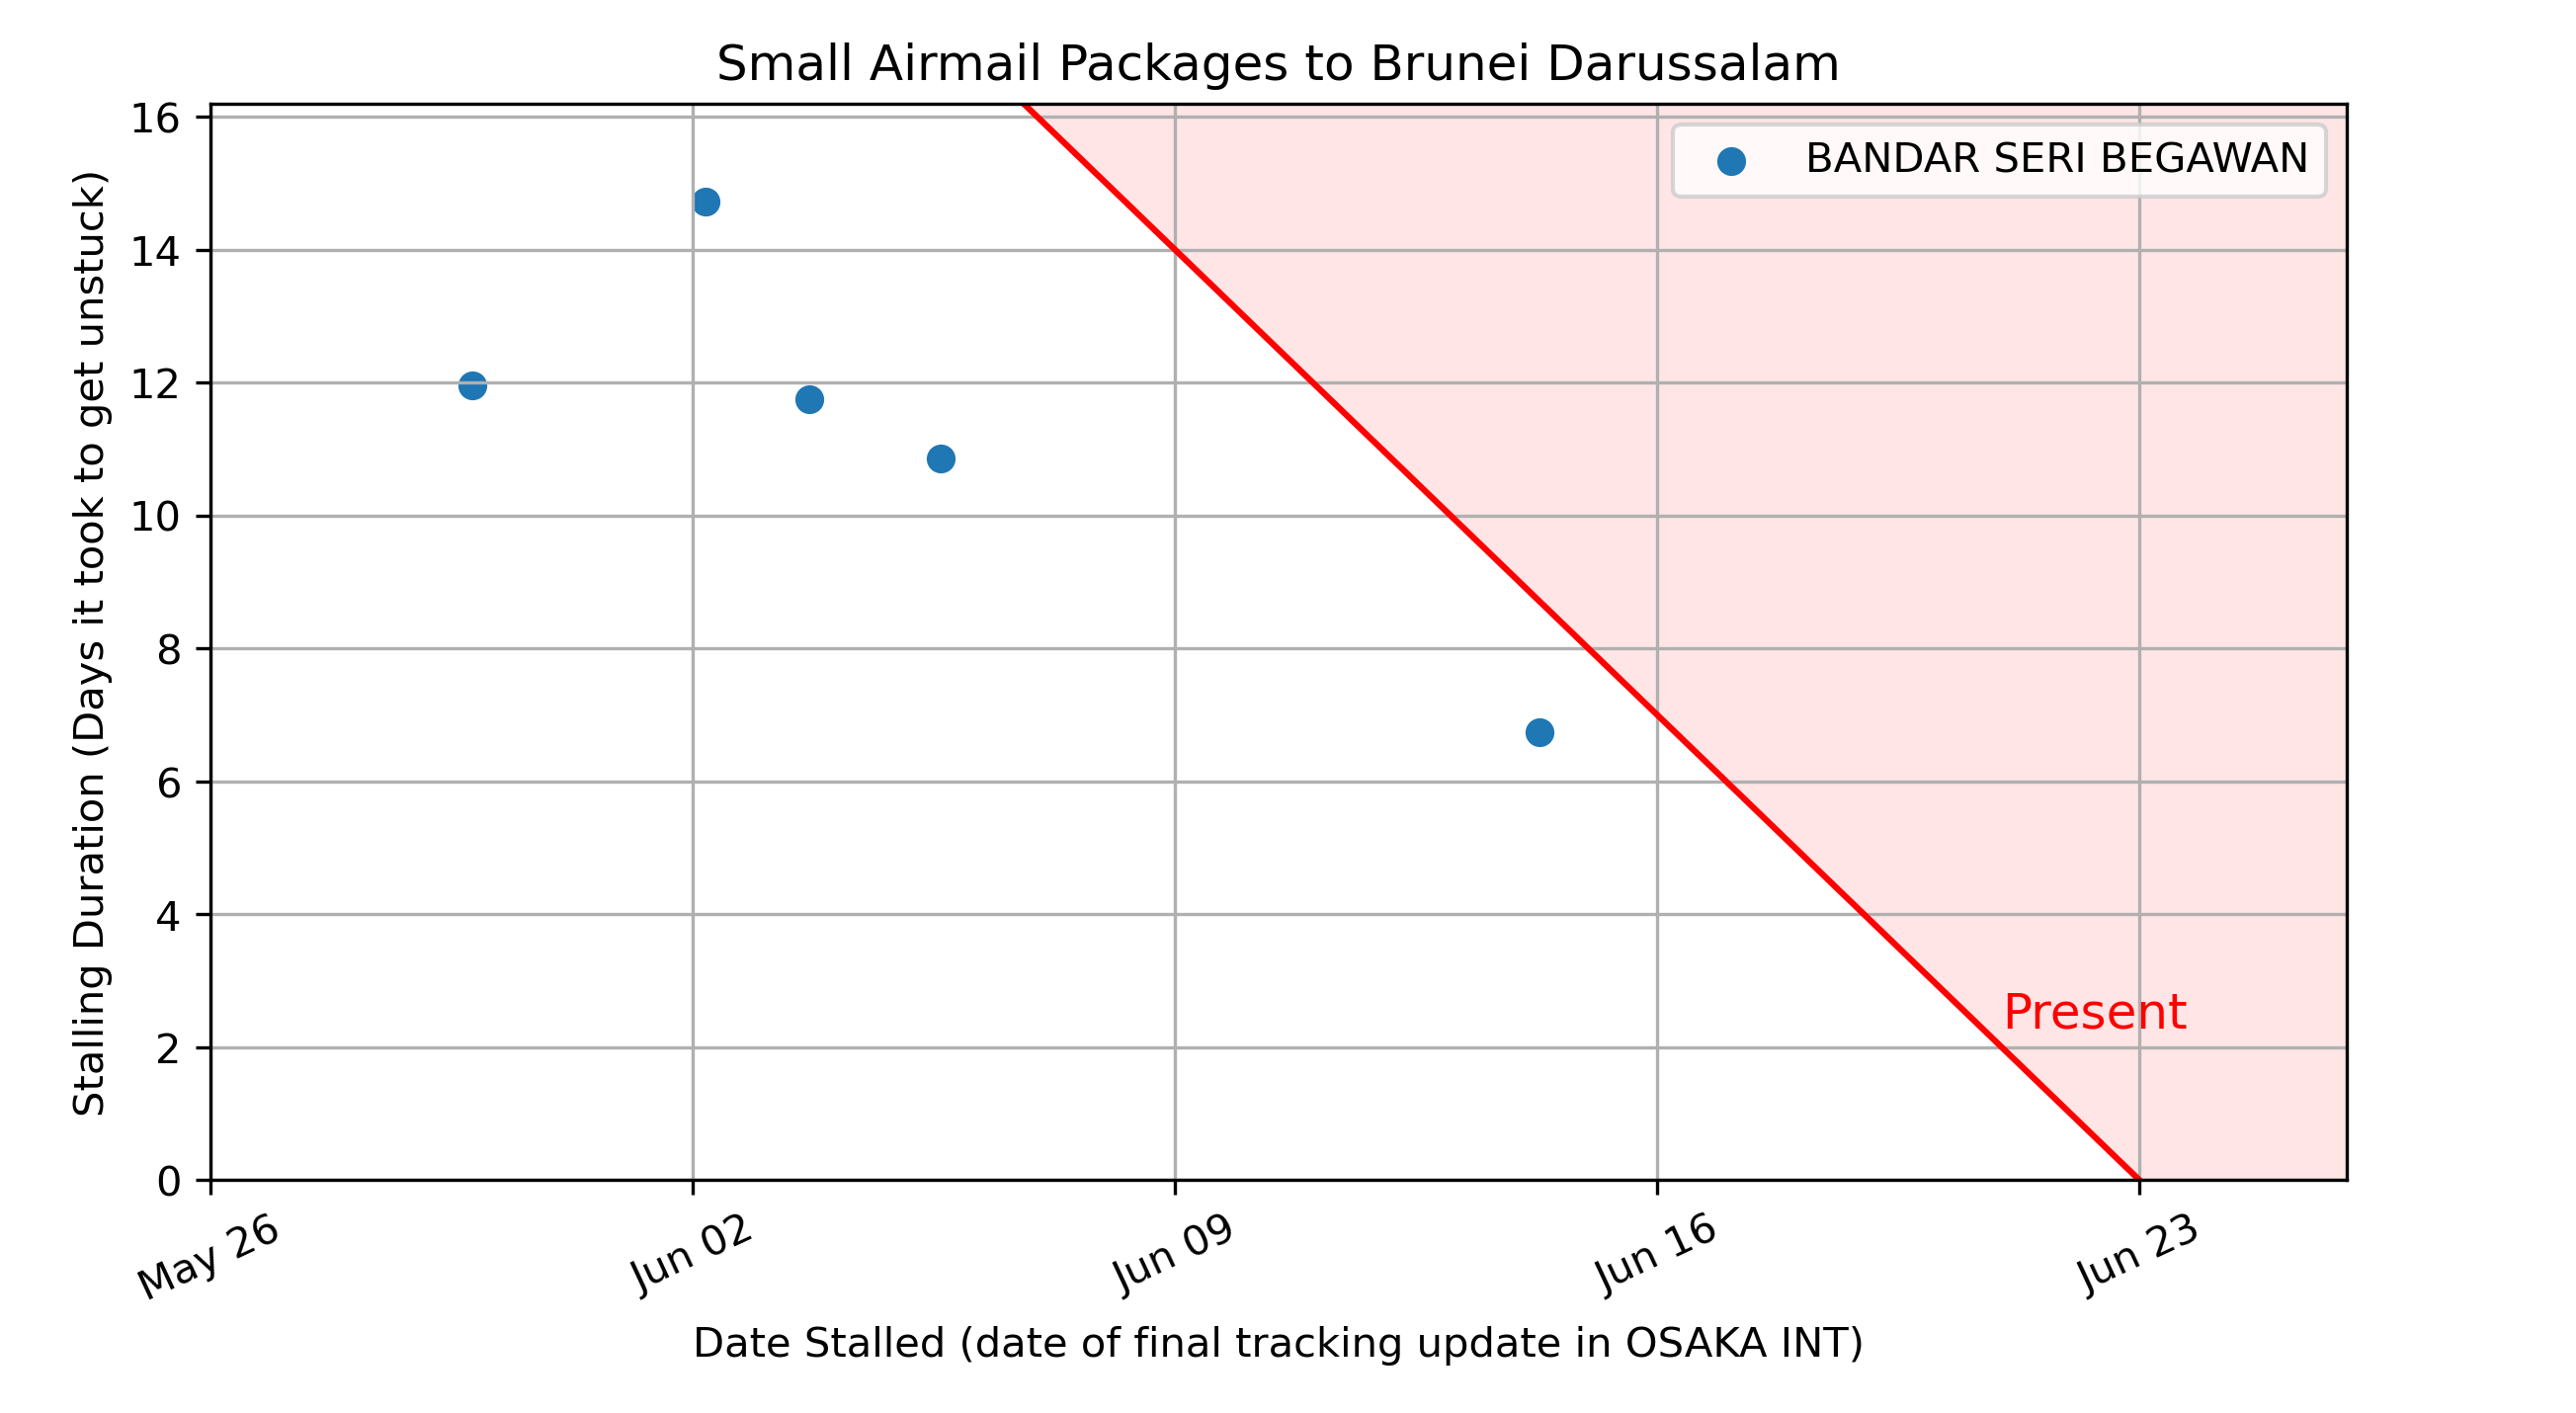 Small Airmail Packages to Brunei Darussalam
16
14
12
10
8
6
4
2
0
Stalling Duration (Days it took to get unstuck)
BANDAR SERI BEGAWAN
Present
May 26
Jun 02
Jun 09
Jun 16
Jun 23
Date Stalled (date of final tracking update in OSAKA INT)